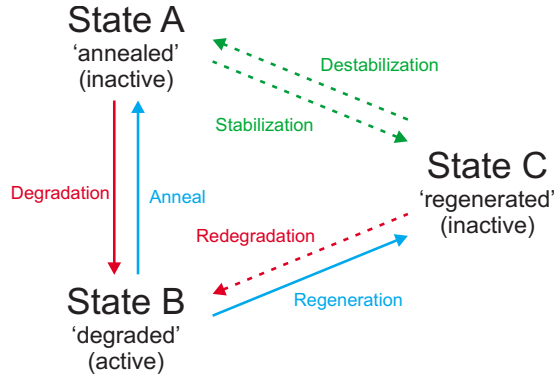 State A
'annealed'
(inactive)
Destabilization
Stabilization
State C
'regenerated'
(inactive)
Degradation
Anneal
Redegradation
Regeneration
State B
'degraded'
(active)